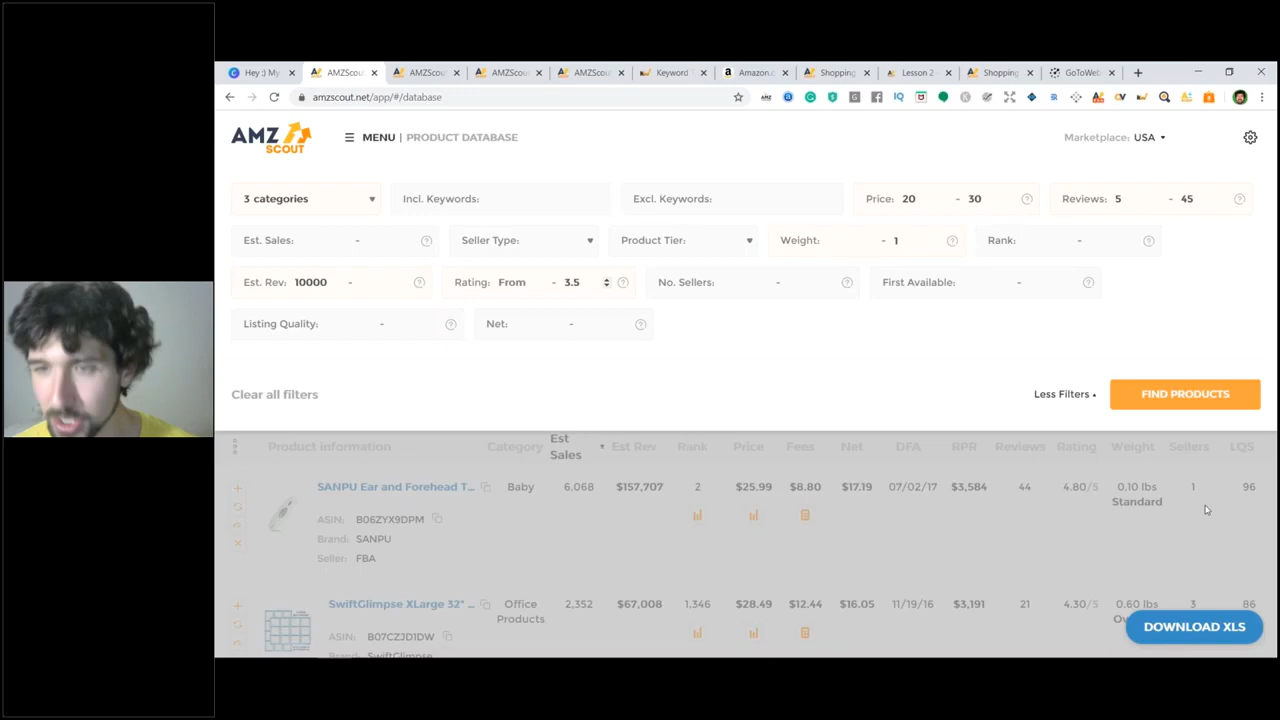 Hey :) My
AMZScout
AMZScou
AMZScou
AMZScou
Keyword
Amazon.c
Shopping
Lesson 2
Shopping
GoToWeb
amzscout.net/app/#/database
AMZ SCOUT
MENU | PRODUCT DATABASE
Marketplace: USA
3 categories
Incl. Keywords:
Excl. Keywords:
Price: 20 - 30
Reviews: 5 - 45
Est. Sales: -
Seller Type:
Product Tier:
Weight: - 1
Rank: -
Est. Rev: 10000 -
Rating: From - 3.5
No. Sellers: -
First Available: -
Listing Quality: -
Net: -
Clear all filters
Less Filters
FIND PRODUCTS
Product information Category Est Sales Est Rev Rank Price Fees Net DFA RPR Reviews Rating Weight Sellers LQS
SANPU Ear and Forehead T... Baby 6,068 $157,707 2 $25.99 $8.80 $17.19 07/02/17 $3,584 44 4.80/5 0.10 lbs 1 96
Standard
ASIN: B06ZYX9DPM
Brand: SANPU
Seller: FBA
SwiftGlimpse XLarge 32" ... Office Products 2,352 $67,008 1,346 $28.49 $12.44 $16.05 11/19/16 $3,191 21 4.30/5 0.60 lbs 3 86
ASIN: B07CZJD1DW
Brand: SwiftGlimpse
DOWNLOAD XLS